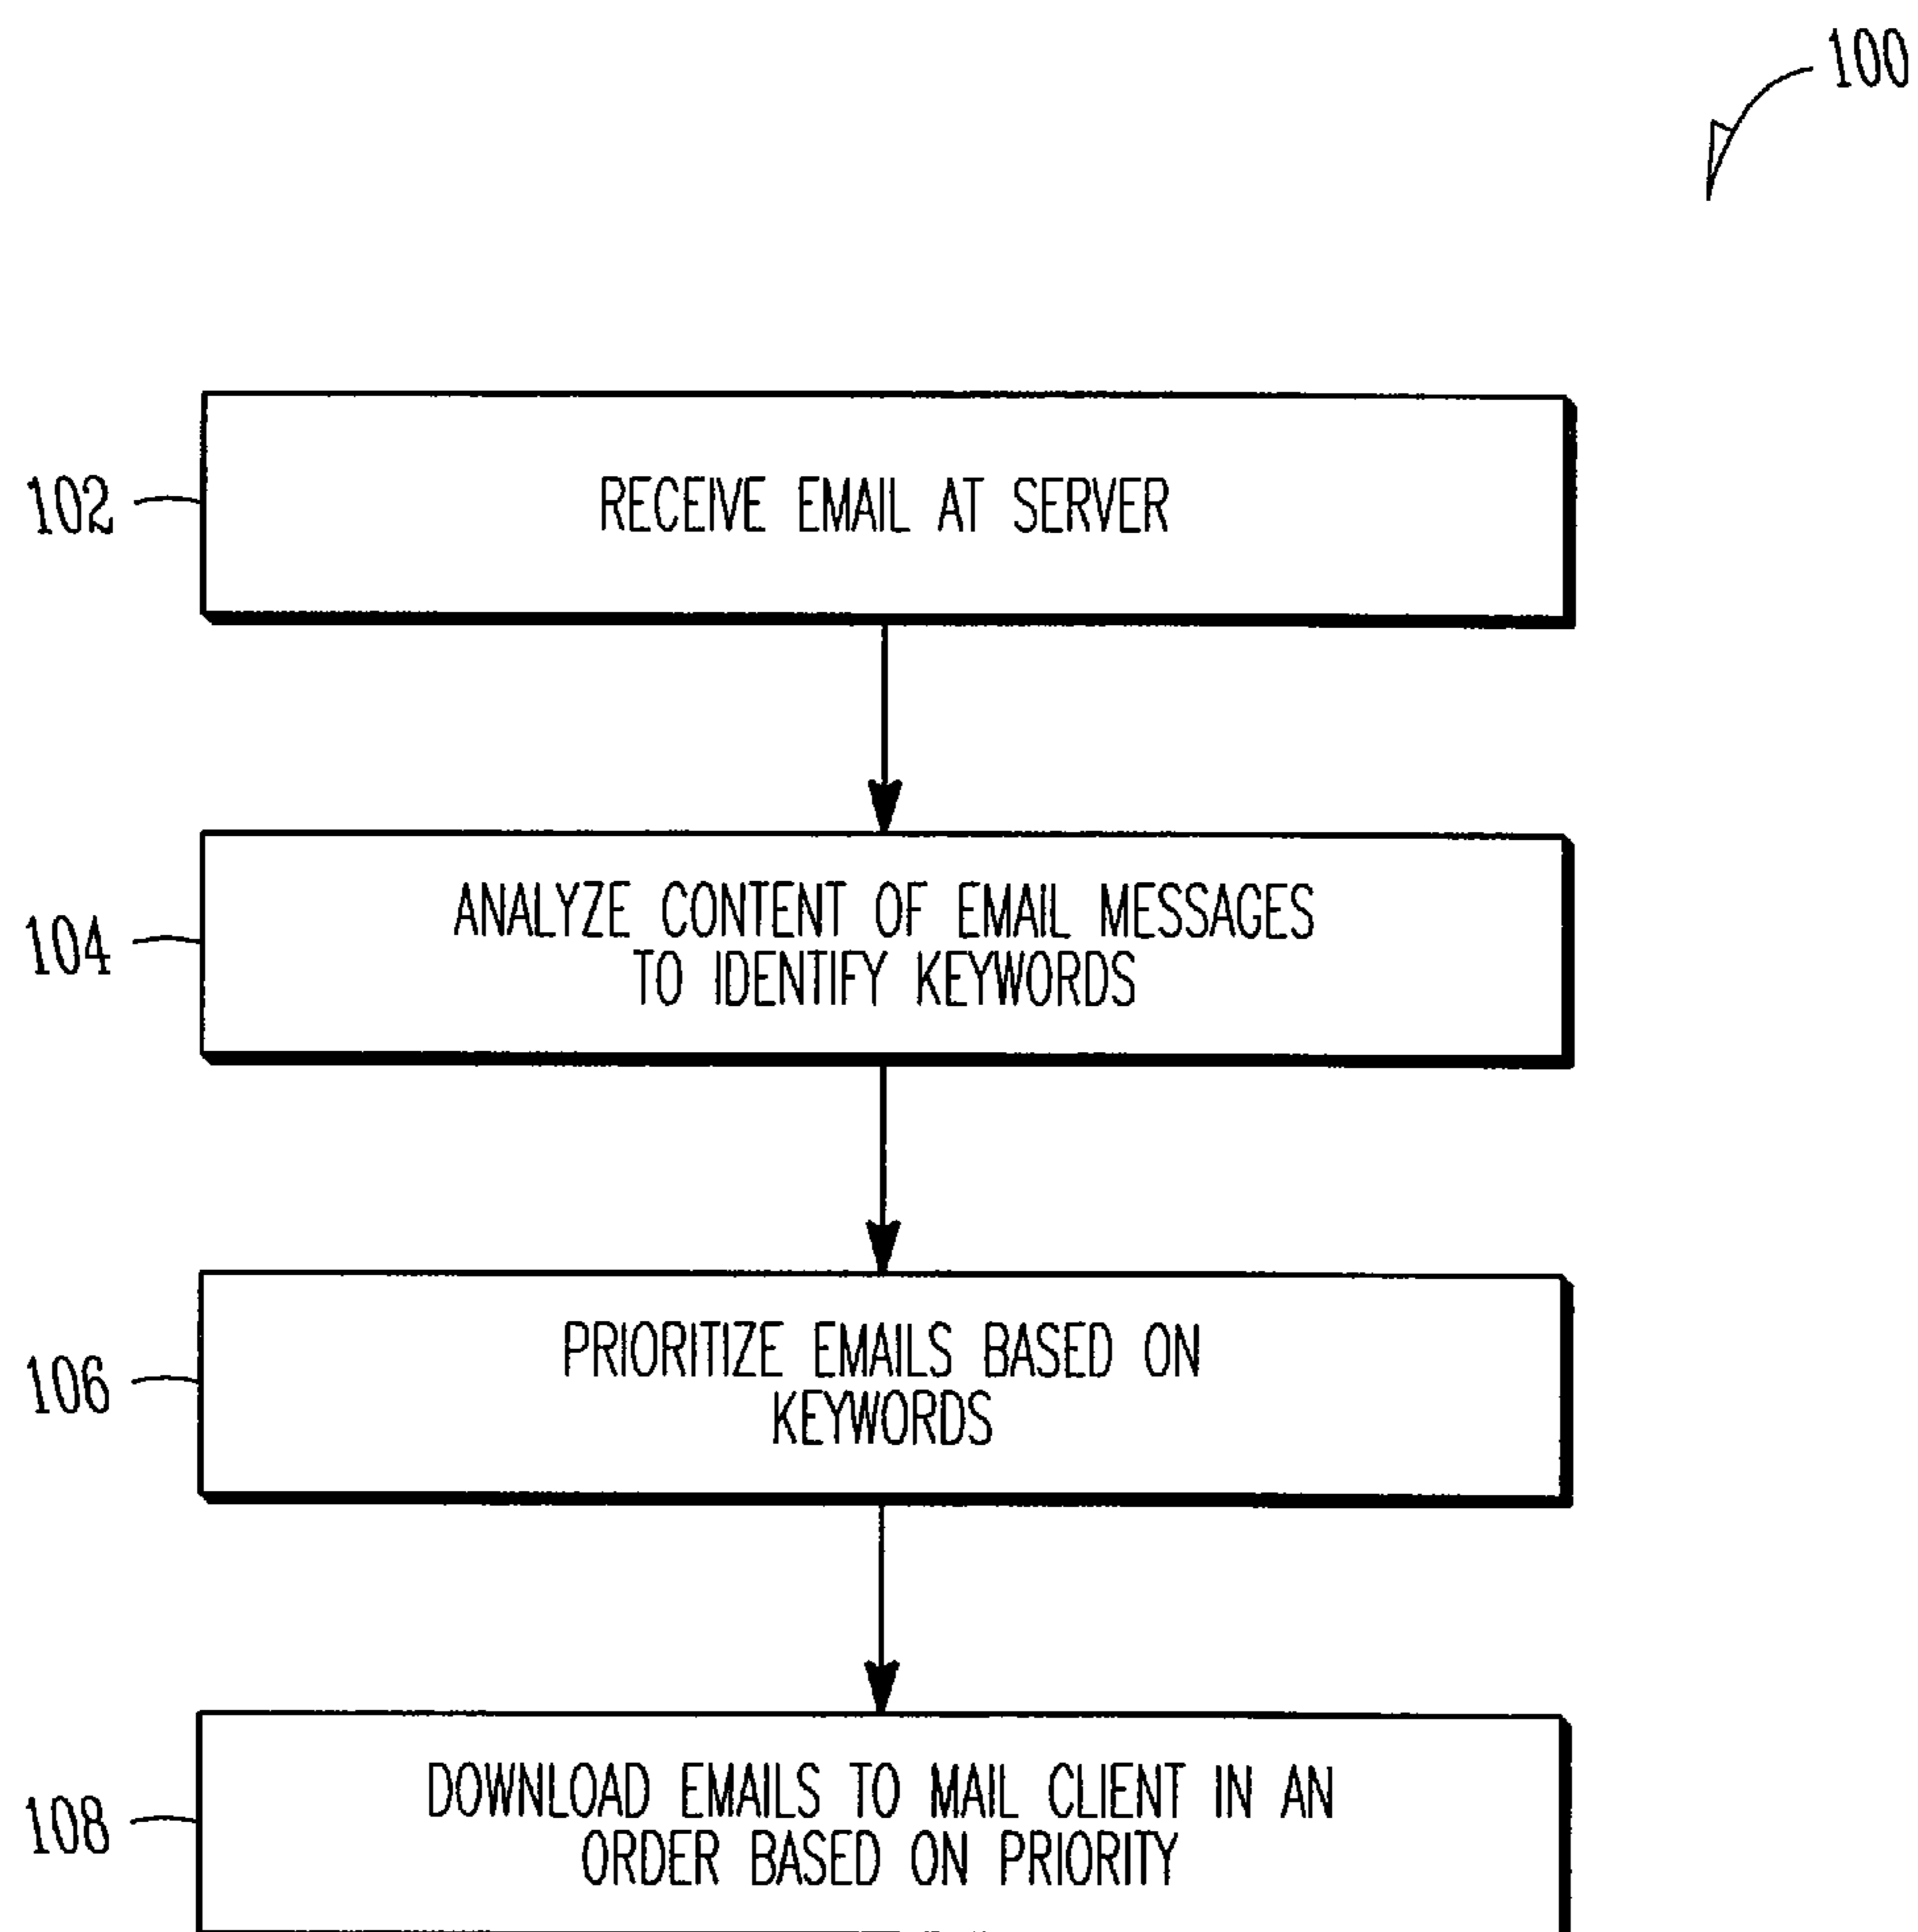 100
102
RECEIVE EMAIL AT SERVER
104
ANALYZE CONTENT OF EMAIL MESSAGES
TO IDENTIFY KEYWORDS
106
PRIORITIZE EMAILS BASED ON
KEYWORDS
108
DOWNLOAD EMAILS TO MAIL CLIENT IN AN
ORDER BASED ON PRIORITY